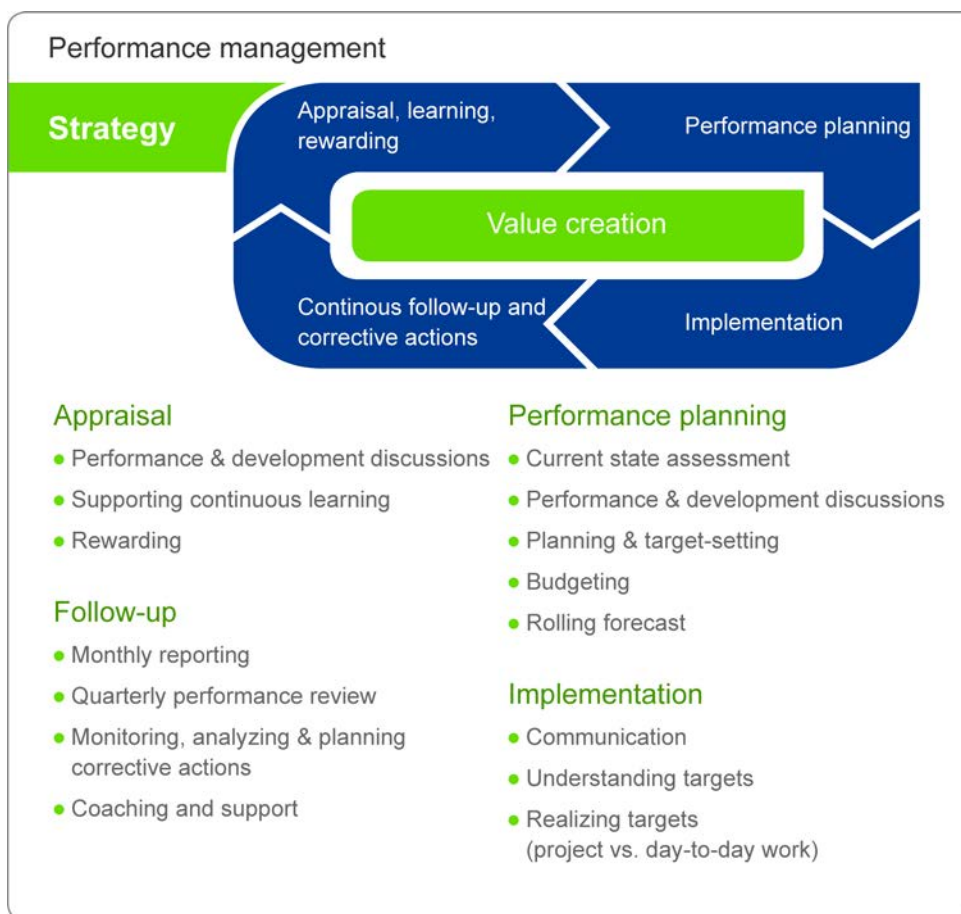 Performance management
Strategy
Appraisal, learning,
rewarding
Performance planning
Value creation
Continous follow-up and
corrective actions
Implementation
Appraisal
• Performance & development discussions
• Supporting continuous learning
• Rewarding
Follow-up
• Monthly reporting
• Quarterly performance review
• Monitoring, analyzing & planning
corrective actions
• Coaching and support
Performance planning
• Current state assessment
• Performance & development discussions
• Planning & target-setting
• Budgeting
• Rolling forecast
Implementation
• Communication
• Understanding targets
• Realizing targets
(project vs. day-to-day work)